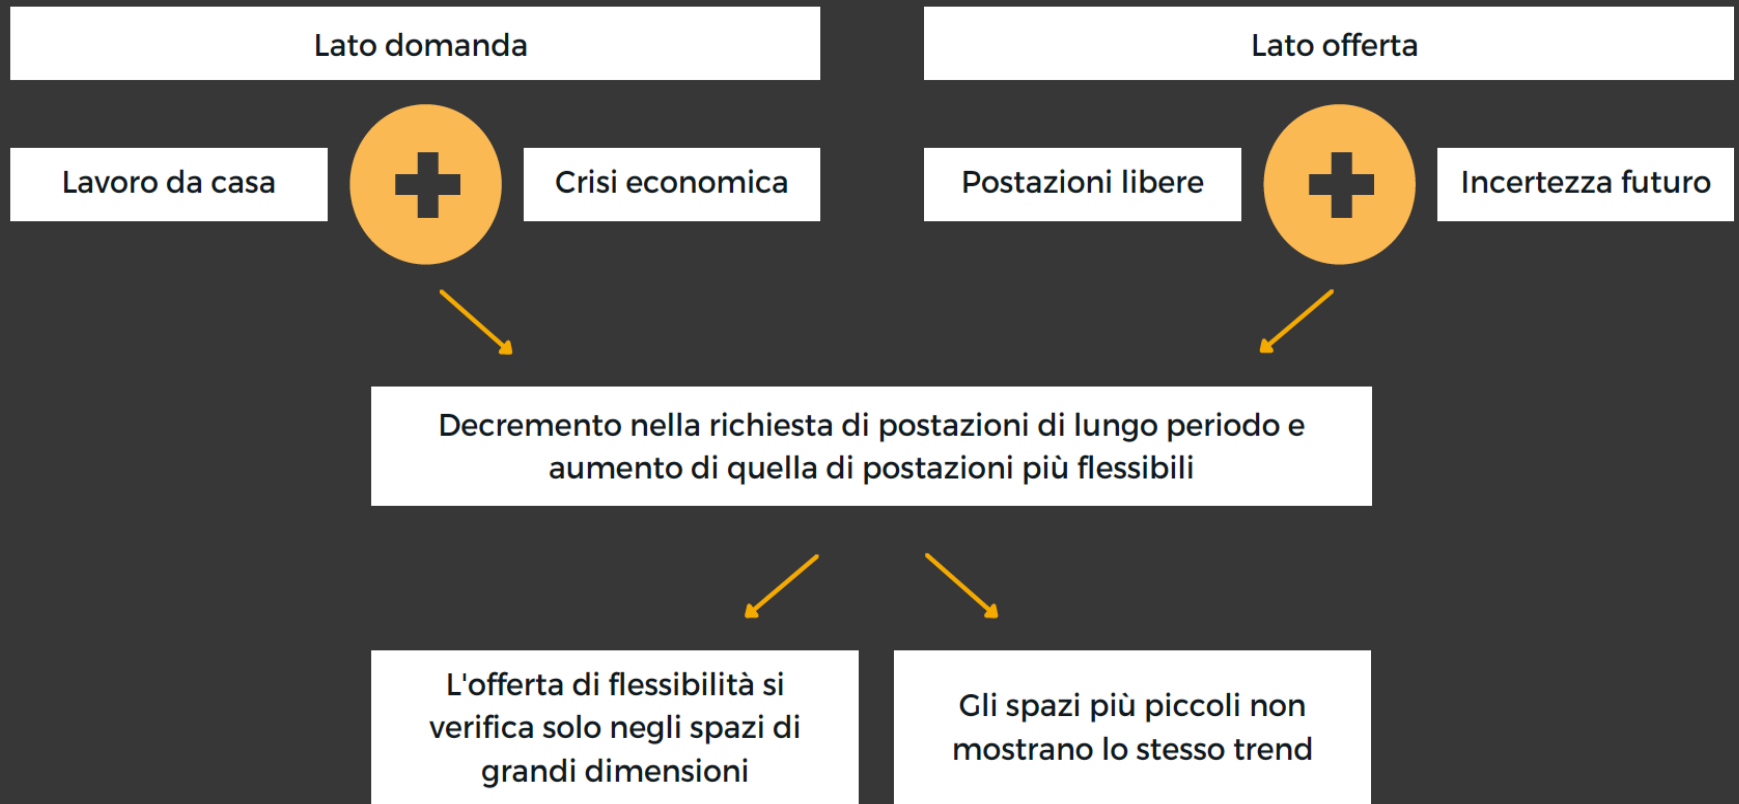 Lato domanda
Lato offerta
Lavoro da casa
Crisi economica
Postazioni libere
Incertezza futuro
Decremento nella richiesta di postazioni di lungo periodo e
aumento di quella di postazioni più flessibili
L'offerta di flessibilità si
verifica solo negli spazi di
grandi dimensioni
Gli spazi più piccoli non
mostrano lo stesso trend